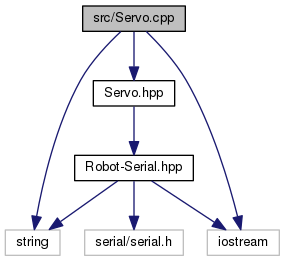 src/Servo.cpp
Servo.hpp
Robot-Serial.hpp
string
serial/serial.h
iostream